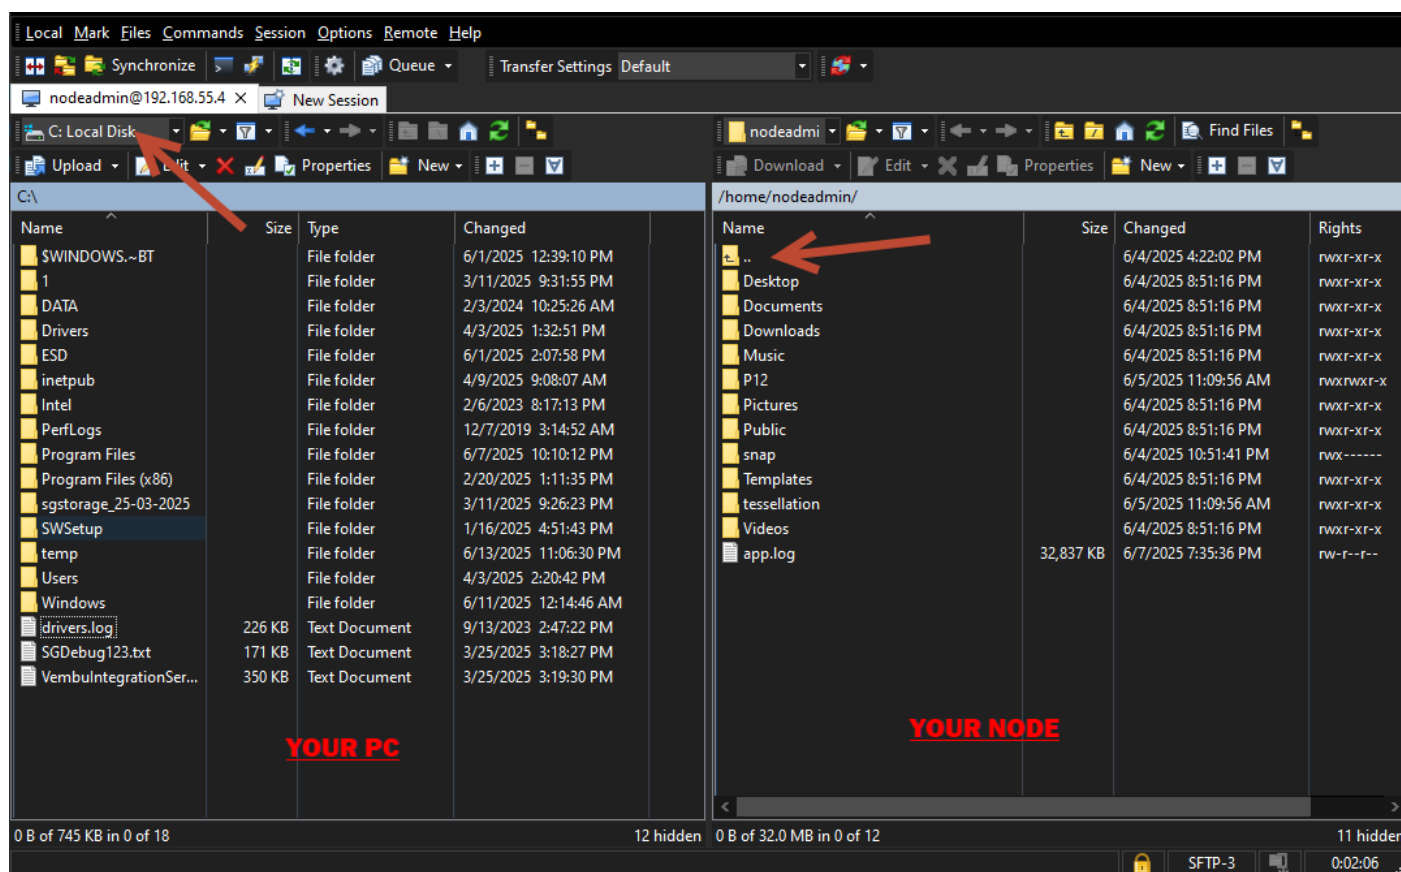 Local Mark Files Commands Session Options Remote Help
Synchronize Queue Transfer Settings Default
nodeadmin@192.168.55.4 New Session
C: Local Disk
Upload Edit Properties New
C:\
Name Size Type Changed
$WINDOWS.~BT File folder 6/1/2025 12:39:10 PM
1 File folder 3/11/2025 9:31:55 PM
DATA File folder 2/3/2024 10:25:26 AM
Drivers File folder 4/3/2025 1:32:51 PM
ESD File folder 6/1/2025 2:07:58 PM
inetpub File folder 4/9/2025 9:08:07 AM
Intel File folder 2/6/2023 8:17:13 PM
PerfLogs File folder 12/7/2019 3:14:52 AM
Program Files File folder 6/7/2025 10:10:12 PM
Program Files (x86) File folder 2/20/2025 1:11:35 PM
sgstorage_25-03-2025 File folder 3/11/2025 9:26:23 PM
SWSetup File folder 1/16/2025 4:51:43 PM
temp File folder 6/13/2025 11:06:30 PM
Users File folder 4/3/2025 2:20:42 PM
Windows File folder 6/11/2025 12:14:46 AM
drivers.log 226 KB Text Document 9/13/2023 2:47:22 PM
SGDebug123.txt 171 KB Text Document 3/25/2025 3:18:27 PM
VembuIntegrationSer... 350 KB Text Document 3/25/2025 3:19:30 PM
YOUR PC
0 B of 745 KB in 0 of 18 12 hidden
nodeadmi Find Files
Download Edit Properties New
/home/nodeadmin/
Name Size Changed Rights
.. 6/4/2025 4:22:02 PM rwxr-xr-x
Desktop 6/4/2025 8:51:16 PM rwxr-xr-x
Documents 6/4/2025 8:51:16 PM rwxr-xr-x
Downloads 6/4/2025 8:51:16 PM rwxr-xr-x
Music 6/4/2025 8:51:16 PM rwxr-xr-x
P12 6/5/2025 11:09:56 AM rwxrwxr-x
Pictures 6/4/2025 8:51:16 PM rwxr-xr-x
Public 6/4/2025 8:51:16 PM rwxr-xr-x
snap 6/4/2025 10:51:41 PM rwx------
Templates 6/4/2025 8:51:16 PM rwxr-xr-x
tessellation 6/5/2025 11:09:56 AM rwxr-xr-x
Videos 6/4/2025 8:51:16 PM rwxr-xr-x
app.log 32,837 KB 6/7/2025 7:35:36 PM rw-r--r--
YOUR NODE
0 B of 32.0 MB in 0 of 12 11 hidden
SFTP-3 0:02:06